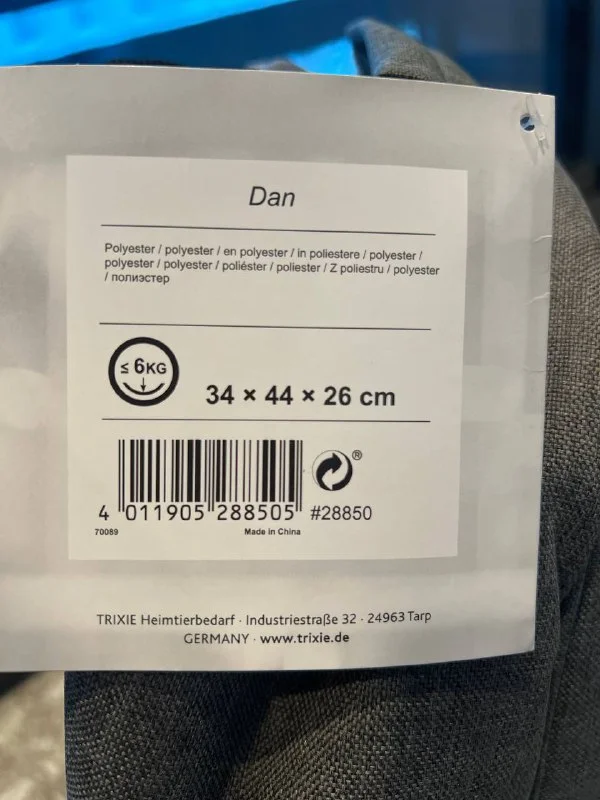 Dan
Polyester / polyester / en polyester / in poliestere / polyester /
polyester / polyester / poliéster / poliester / Z poliestru / polyester
/ полиэстер
≤ 6KG
34 × 44 × 26 cm
4 011905 288505 #28850
®
70089 Made in China
TRIXIE Heimtierbedarf · Industriestraße 32 · 24963 Tarp
GERMANY · www.trixie.de